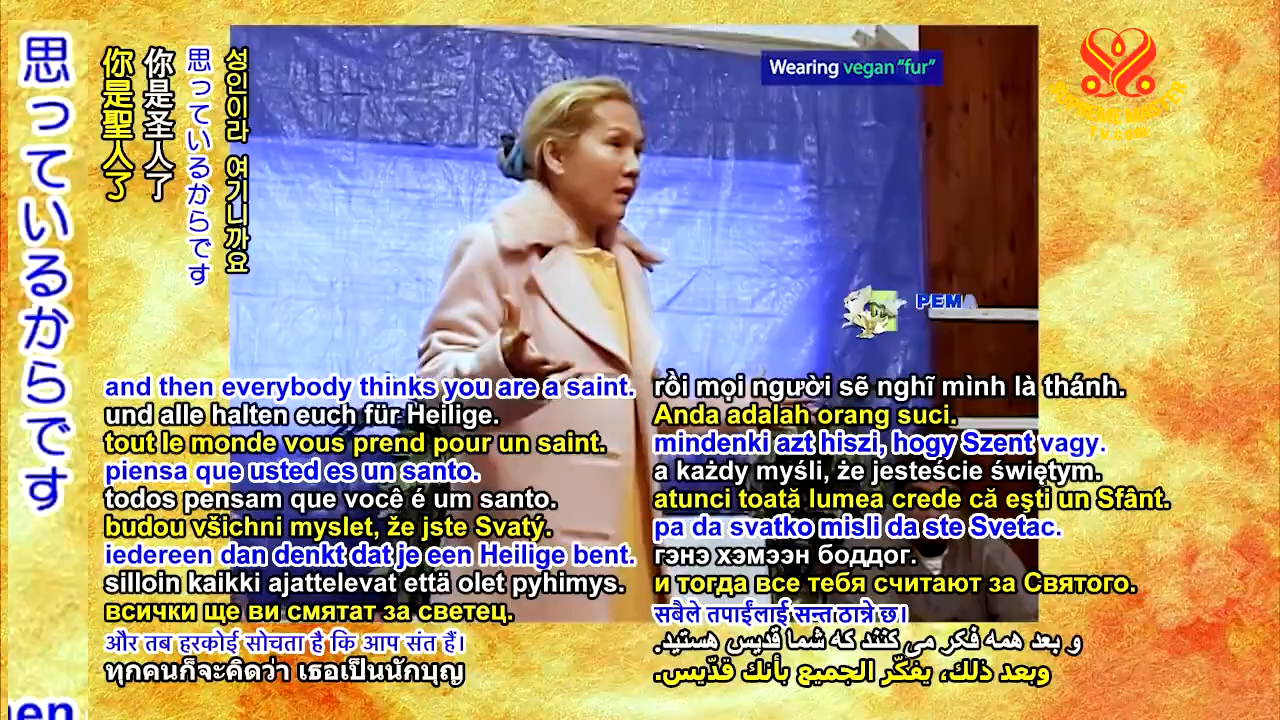 思っているからです
你是聖人了
你是圣人了
思っているからです
성인이라 여기니까요
Wearing vegan "fur"
SUPREME MASTER
TV.COM
PEMA
and then everybody thinks you are a saint.
und alle halten euch für Heilige.
tout le monde vous prend pour un saint.
piensa que usted es un santo.
todos pensam que você é um santo.
budou všichni myslet, že jste Svatý.
iedereen dan denkt dat je een Heilige bent.
silloin kaikki ajattelevat että olet pyhimys.
всички ще ви смятат за светец.
और तब हरकोई सोचता है कि आप संत हैं।
ทุกคนก็จะคิดว่า เธอเป็นนักบุญ
rồi mọi người sẽ nghĩ mình là thánh.
Anda adalah orang suci.
mindenki azt hiszi, hogy Szent vagy.
a każdy myśli, że jesteście świętym.
atunci toată lumea crede că eşti un Sfânt.
pa da svatko misli da ste Svetac.
гэнэ хэмээн боддог.
и тогда все тебя считают за Святого.
सबैले तपाईंलाई सन्त ठान्ने छ।
و بعد همه فکر می کنند که شما قدیس هستید.
وبعد ذلك، يفكّر الجميع بأنك قدّيس.